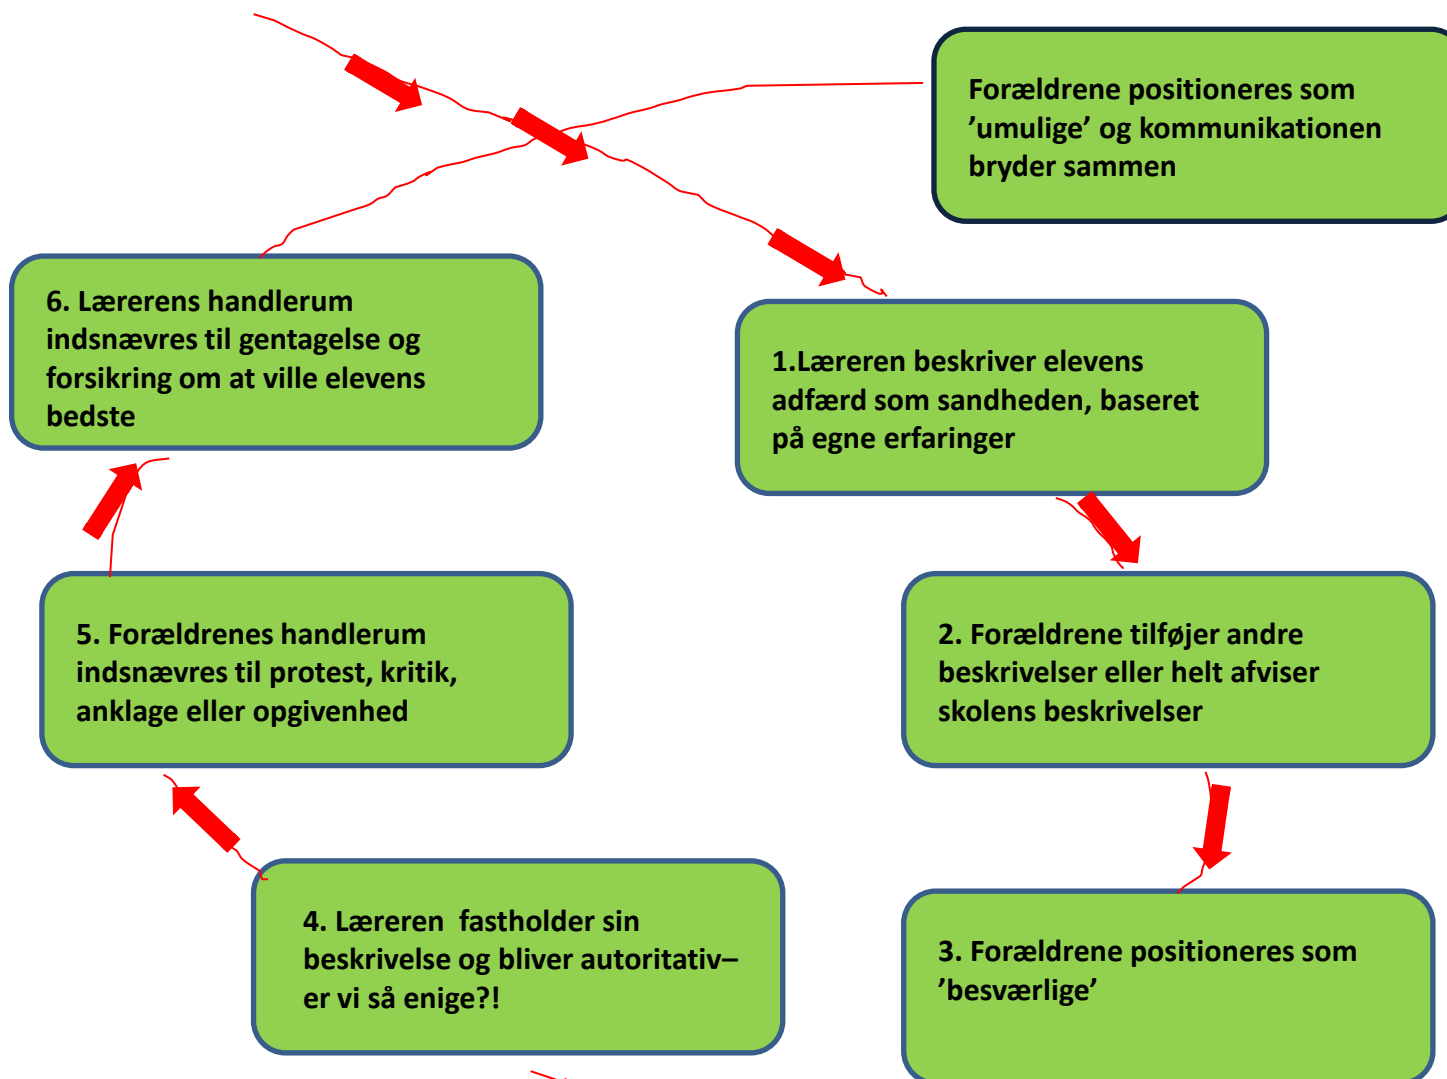 Forældrene positioneres som
’umulige’ og kommunikationen
bryder sammen
6. Lærerens handlerum
indsnævres til gentagelse og
forsikring om at ville elevens
bedste
1.Læreren beskriver elevens
adfærd som sandheden, baseret
på egne erfaringer
5. Forældrenes handlerum
indsnævres til protest, kritik,
anklage eller opgivenhed
2. Forældrene tilføjer andre
beskrivelser eller helt afviser
skolens beskrivelser
4. Læreren  fastholder sin
beskrivelse og bliver autoritativ–
er vi så enige?!
3. Forældrene positioneres som
’besværlige’